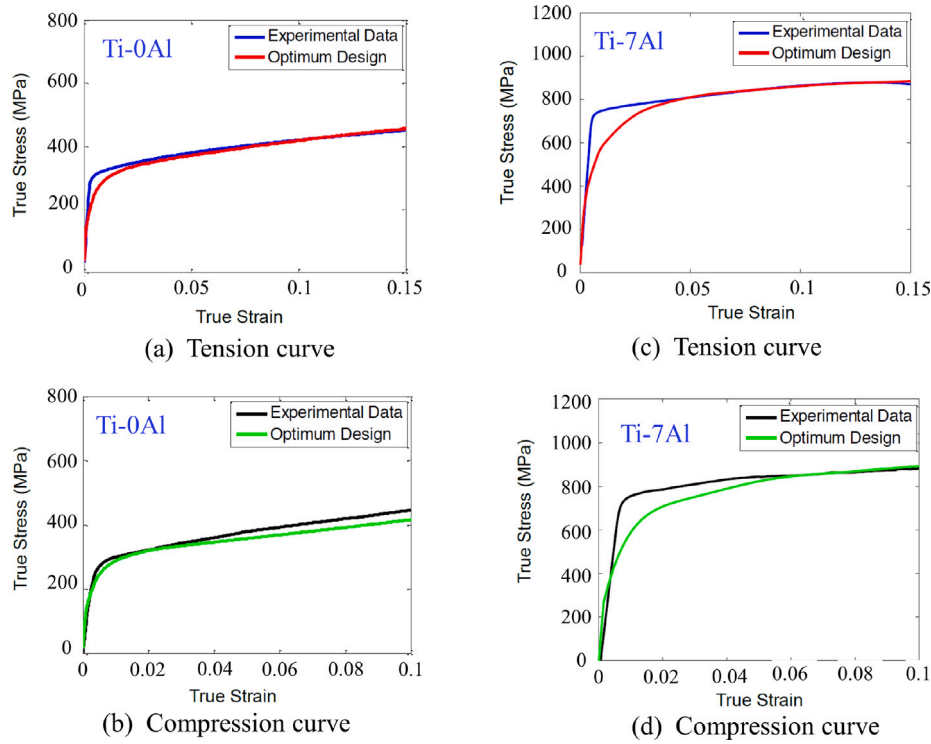 800
Ti-0Al
Experimental Data
Optimum Design
600
400
200
0
True Stress (MPa)
0
0.05
0.1
0.15
True Strain
(a) Tension curve
1200
Ti-7Al
Experimental Data
Optimum Design
1000
800
600
400
200
0
True Stress (MPa)
0
0.05
0.1
0.15
True Strain
(c) Tension curve
800
Ti-0Al
Experimental Data
Optimum Design
600
400
200
0
True Stress (MPa)
0
0.02
0.04
0.06
0.08
0.1
True Strain
(b) Compression curve
1200
Ti-7Al
Experimental Data
Optimum Design
1000
800
600
400
200
0
True Stress (MPa)
0
0.02
0.04
0.06
0.08
0.1
True Strain
(d) Compression curve